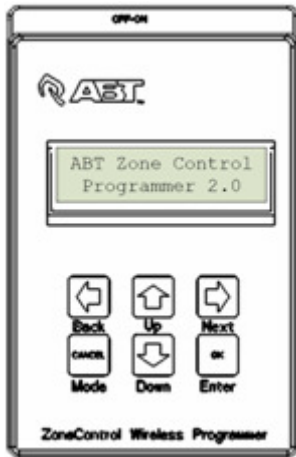 OFF-ON
ABT
ABT Zone Control
Programmer 2.0
Back Up Next
CANCEL OK
Mode Down Enter
ZoneControl Wireless Programmer